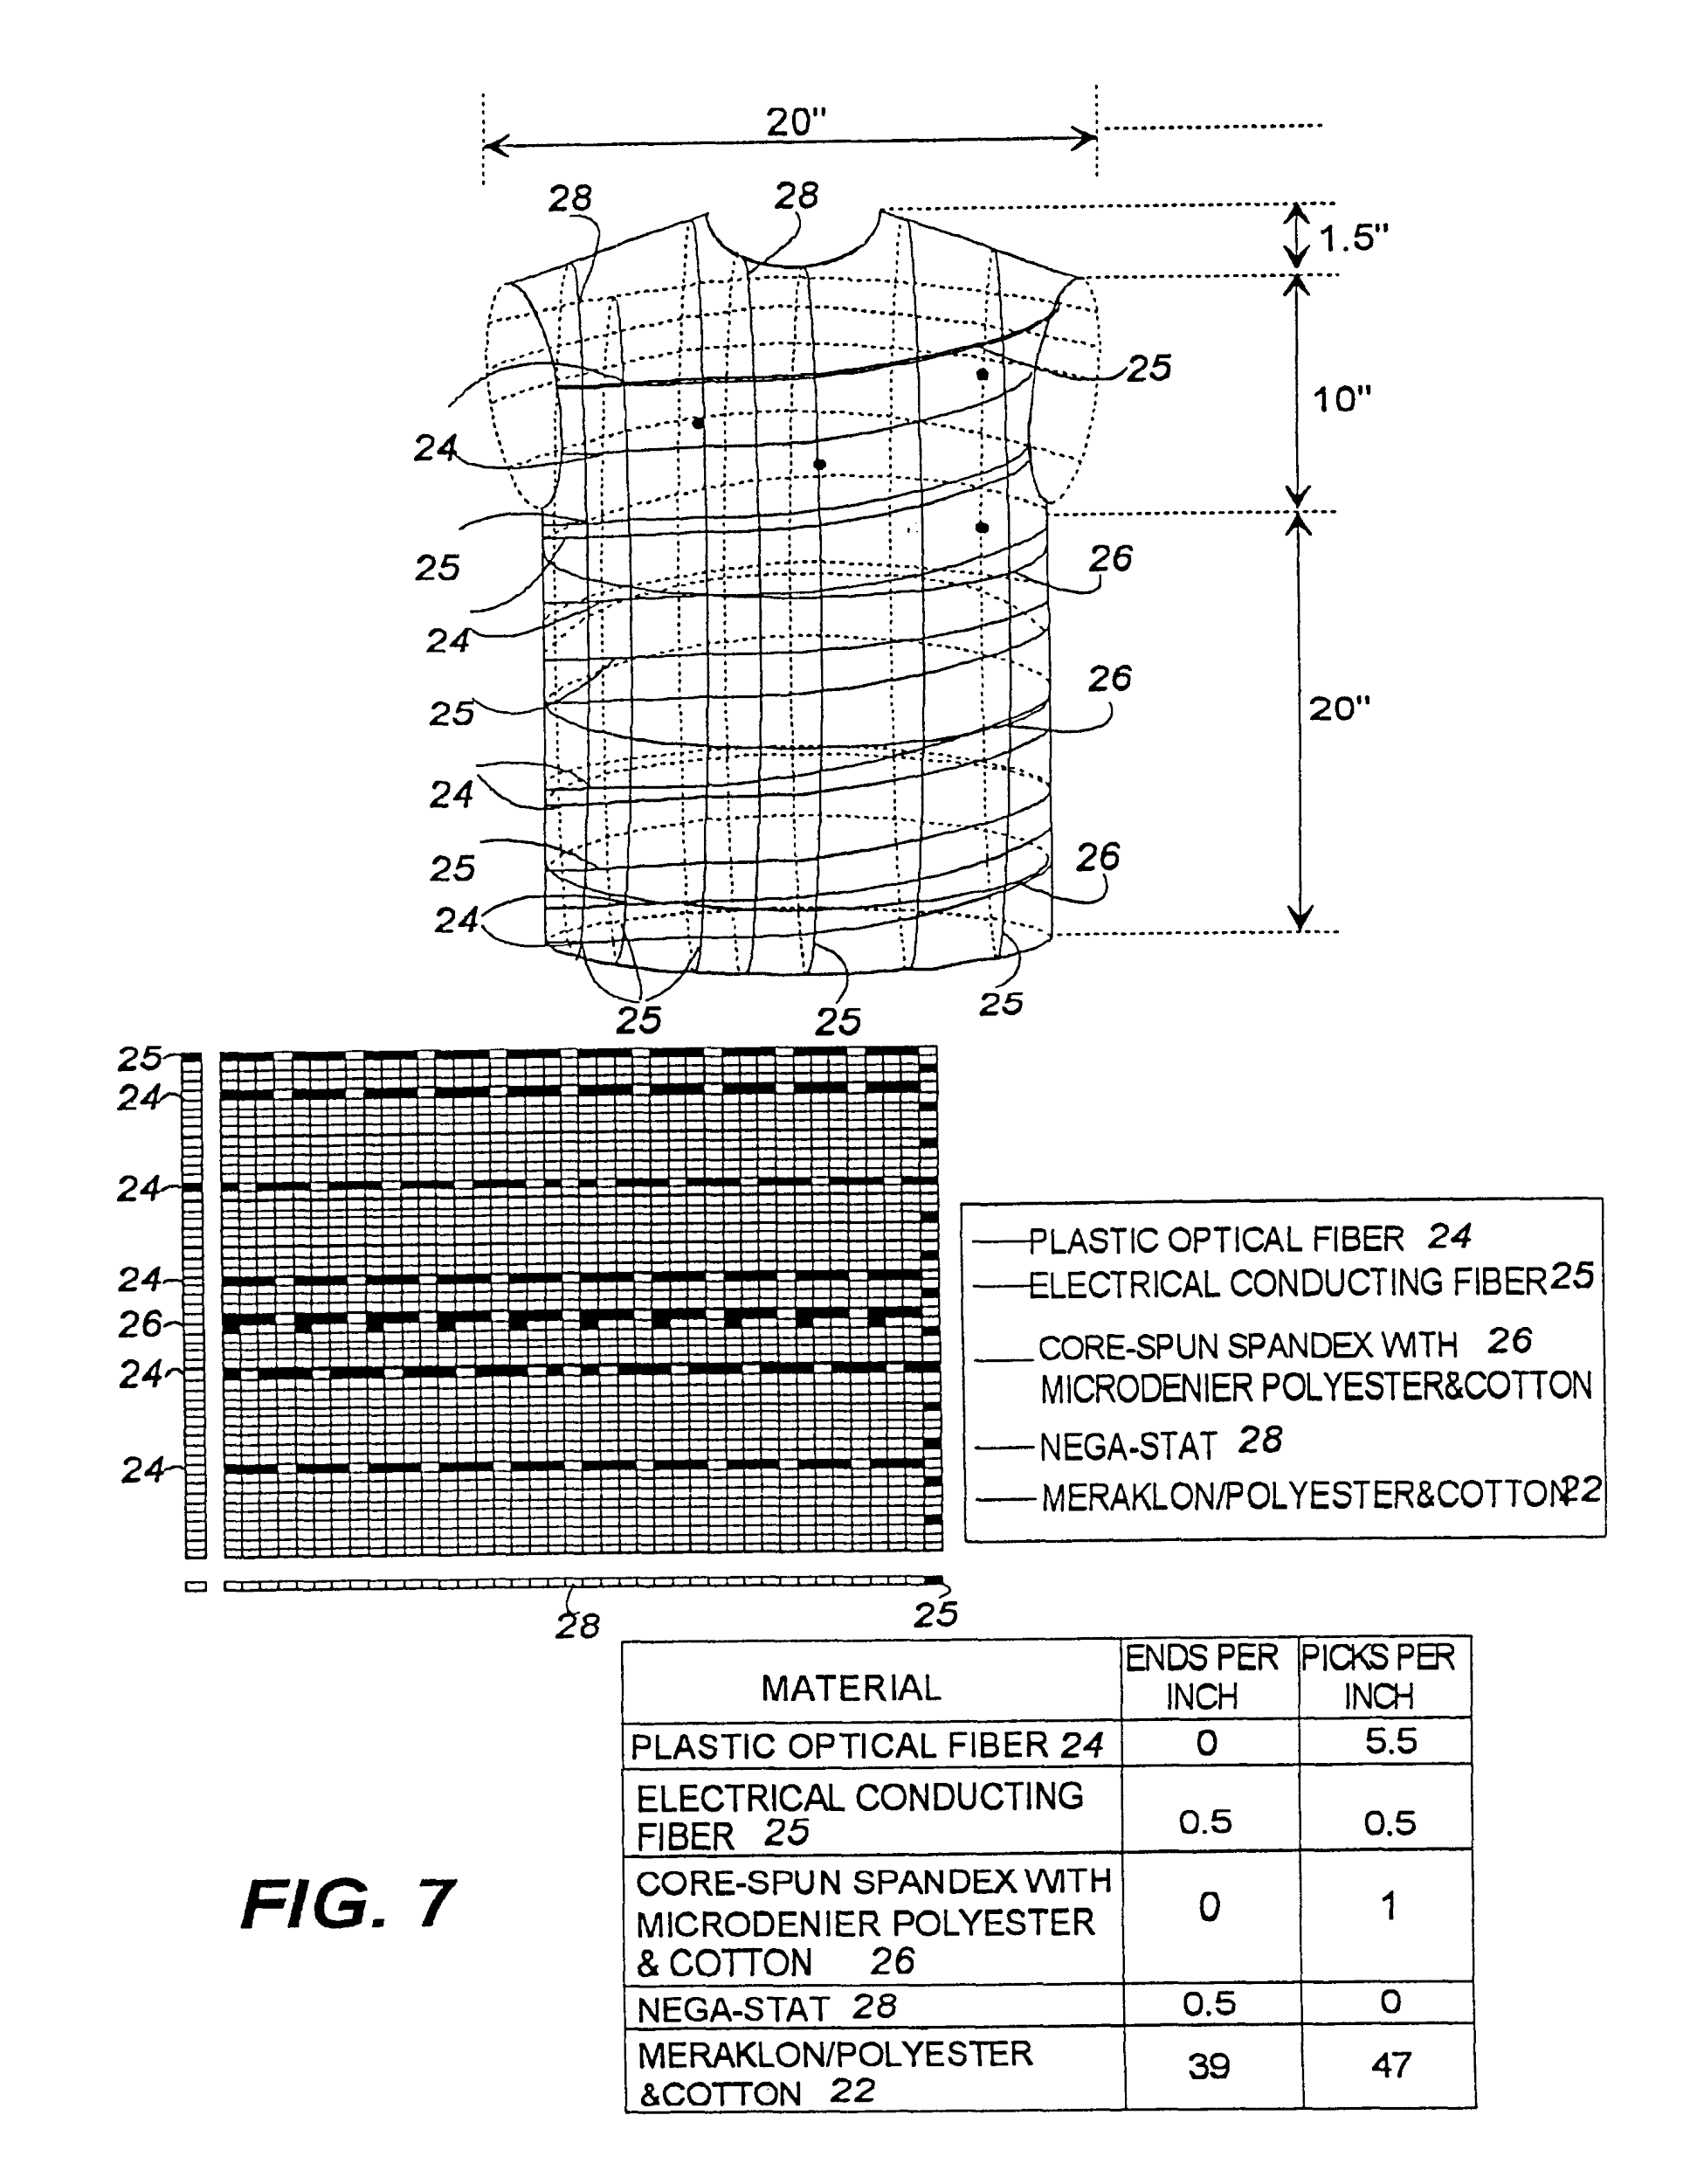 20"
28
28
1.5"
25
10"
24
25
26
24
26
25
20"
24
25
26
24
25
25
25
25
24
24
24
26
24
24
28
25
PLASTIC OPTICAL FIBER 24
ELECTRICAL CONDUCTING FIBER 25
CORE-SPUN SPANDEX WITH 26
MICRODENIER POLYESTER&COTTON
NEGA-STAT 28
MERAKLON/POLYESTER&COTTON 22
MATERIAL
ENDS PER INCH
PICKS PER INCH
PLASTIC OPTICAL FIBER 24
0
5.5
ELECTRICAL CONDUCTING
FIBER 25
0.5
0.5
CORE-SPUN SPANDEX WITH
MICRODENIER POLYESTER
& COTTON 26
0
1
NEGA-STAT 28
0.5
0
MERAKLON/POLYESTER
&COTTON 22
39
47
FIG. 7